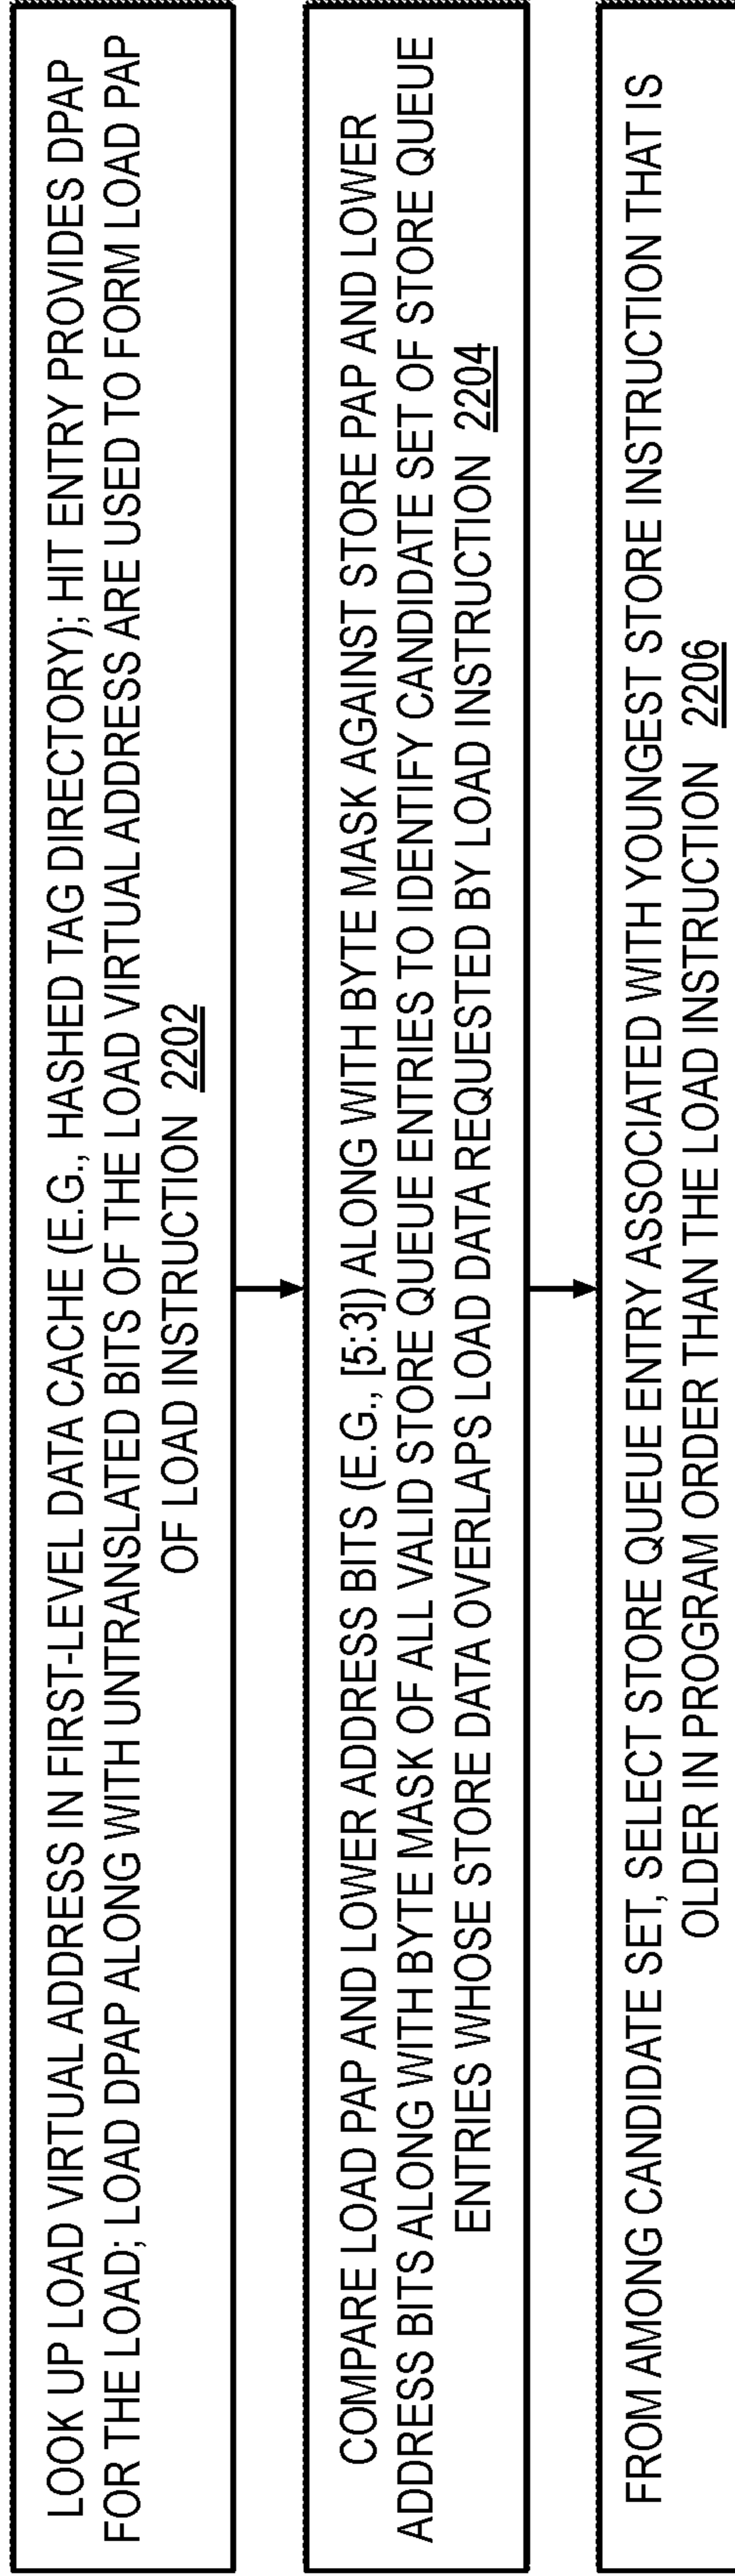 LOOK UP LOAD VIRTUAL ADDRESS IN FIRST-LEVEL DATA CACHE (E.G., HASHED TAG DIRECTORY); HIT ENTRY PROVIDES DPAP
FOR THE LOAD; LOAD DPAP ALONG WITH UNTRANSLATED BITS OF THE LOAD VIRTUAL ADDRESS ARE USED TO FORM LOAD PAP
OF LOAD INSTRUCTION 2202
COMPARE LOAD PAP AND LOWER ADDRESS BITS (E.G., [5:3]) ALONG WITH BYTE MASK AGAINST STORE PAP AND LOWER
ADDRESS BITS ALONG WITH BYTE MASK OF ALL VALID STORE QUEUE ENTRIES TO IDENTIFY CANDIDATE SET OF STORE QUEUE
ENTRIES WHOSE STORE DATA OVERLAPS LOAD DATA REQUESTED BY LOAD INSTRUCTION 2204
FROM AMONG CANDIDATE SET, SELECT STORE QUEUE ENTRY ASSOCIATED WITH YOUNGEST STORE INSTRUCTION THAT IS
OLDER IN PROGRAM ORDER THAN THE LOAD INSTRUCTION 2206